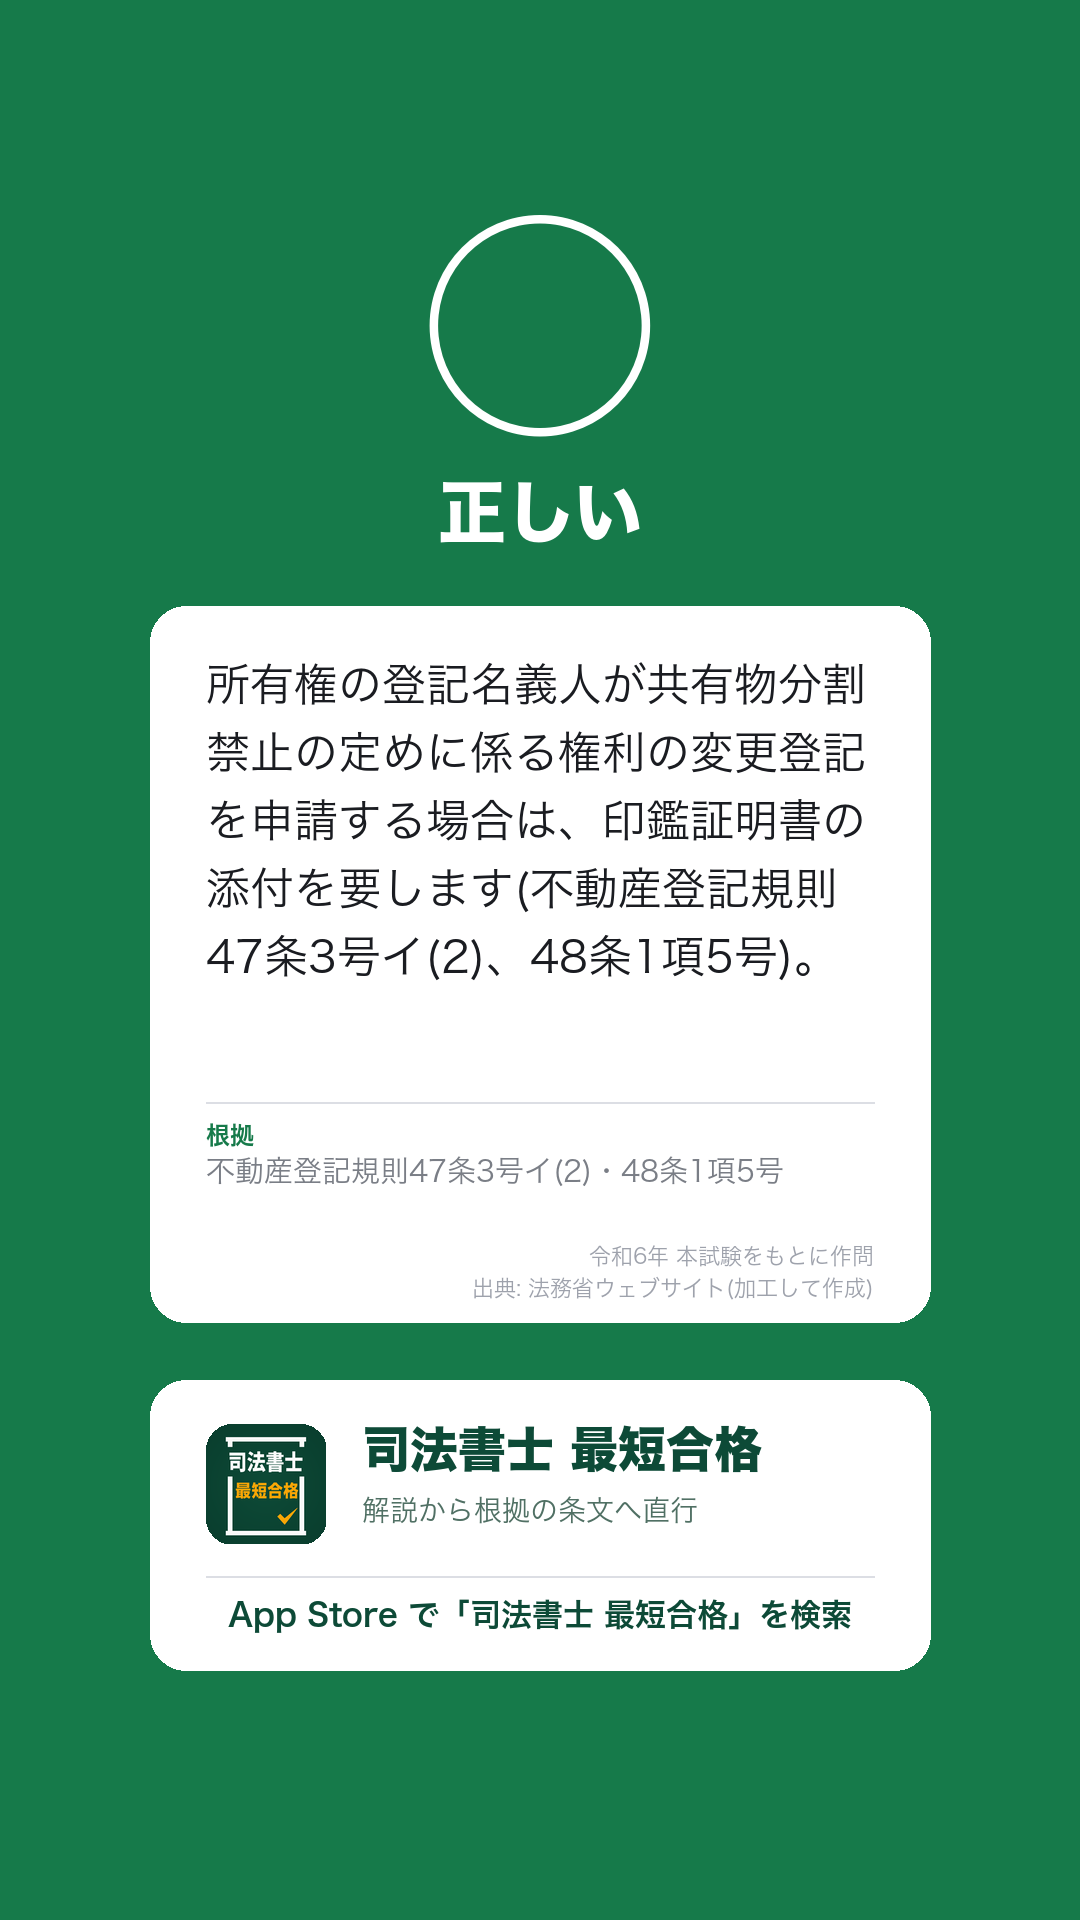 正しい
所有権の登記名義人が共有物分割
禁止の定めに係る権利の変更登記
を申請する場合は、印鑑証明書の
添付を要します(不動産登記規則
47条3号イ(2)、48条1項5号)。
根拠
不動産登記規則47条3号イ(2)・48条1項5号
令和6年 本試験をもとに作問
出典: 法務省ウェブサイト(加工して作成)
司法書士
最短合格
司法書士 最短合格
解説から根拠の条文へ直行
App Store で「司法書士 最短合格」を検索